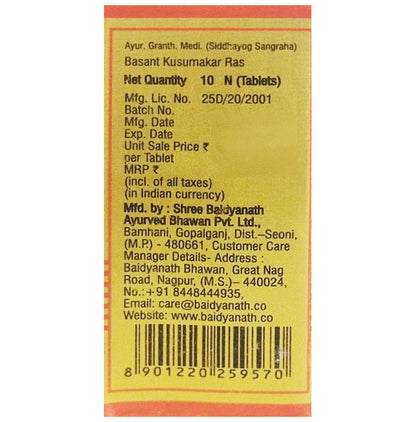 Ayur. Granth. Medi. (Siddhayog Sangraha)
Basant Kusumakar Ras
Net Quantity 10 N (Tablets)
Mfg. Lic. No. 25D/20/2001
Batch No.
Mfg. Date
Exp. Date
Unit Sale Price ₹
per Tablet
MRP ₹
(incl. of all taxes)
(in Indian currency)
Mfd. by : Shree Baidyanath
Ayurved Bhawan Pvt. Ltd.,
Bamhani, Gopalganj, Dist.–Seoni,
(M.P.) - 480661, Customer Care
Manager Details- Address -
Baidyanath Bhawan, Great Nag
Road, Nagpur, (M.S.)– 440024,
No.:+91 8448444935,
Email: care@baidyanath.co
Website: www.baidyanath.co
8 901220 259570